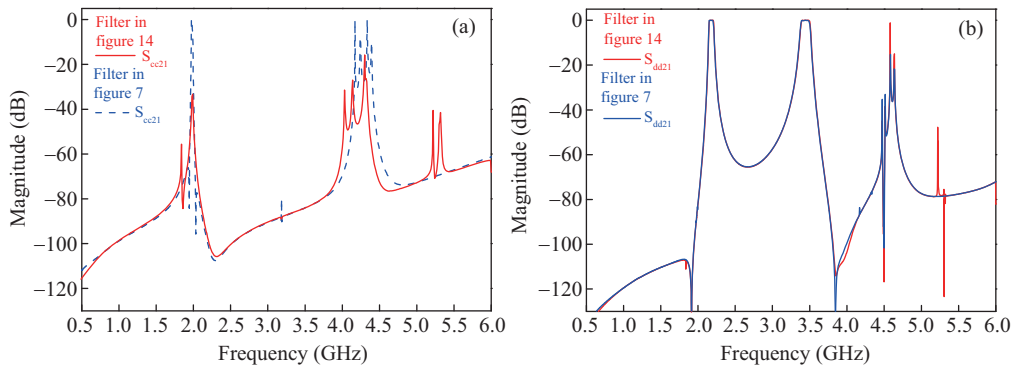 (a)
Filter in
figure 14
S_cc21
Filter in
figure 7
S_cc21
0
−20
−40
−60
−80
−100
−120
Magnitude (dB)
0.5 1.0 1.5 2.0 2.5 3.0 3.5 4.0 4.5 5.0 5.5 6.0
Frequency (GHz)
(b)
Filter in
figure 14
S_dd21
Filter in
figure 7
S_dd21
0
−20
−40
−60
−80
−100
−120
Magnitude (dB)
0.5 1.0 1.5 2.0 2.5 3.0 3.5 4.0 4.5 5.0 5.5 6.0
Frequency (GHz)